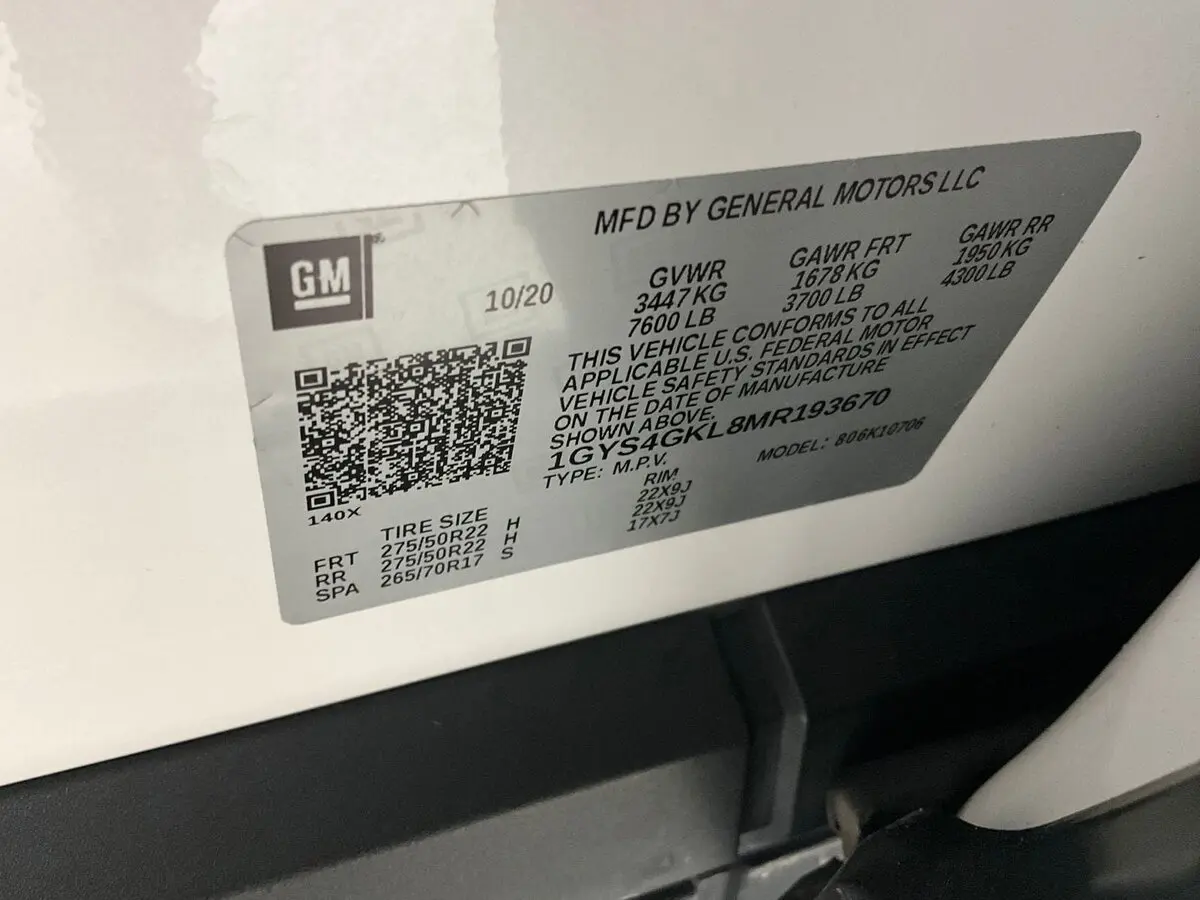 MFD BY GENERAL MOTORS LLC
GM
10/20
GVWR GAWR FRT GAWR RR
3447 KG 1678 KG 1950 KG
7600 LB 3700 LB 4300 LB
THIS VEHICLE CONFORMS TO ALL
APPLICABLE U.S. FEDERAL MOTOR
VEHICLE SAFETY STANDARDS IN EFFECT
ON THE DATE OF MANUFACTURE
SHOWN ABOVE.
1GYS4GKL8MR193670
TYPE: M.P.V. MODEL: 806K10706
140X
TIRE SIZE RIM
FRT 275/50R22 H 22X9J
RR 275/50R22 H 22X9J
SPA 265/70R17 S 17X7J